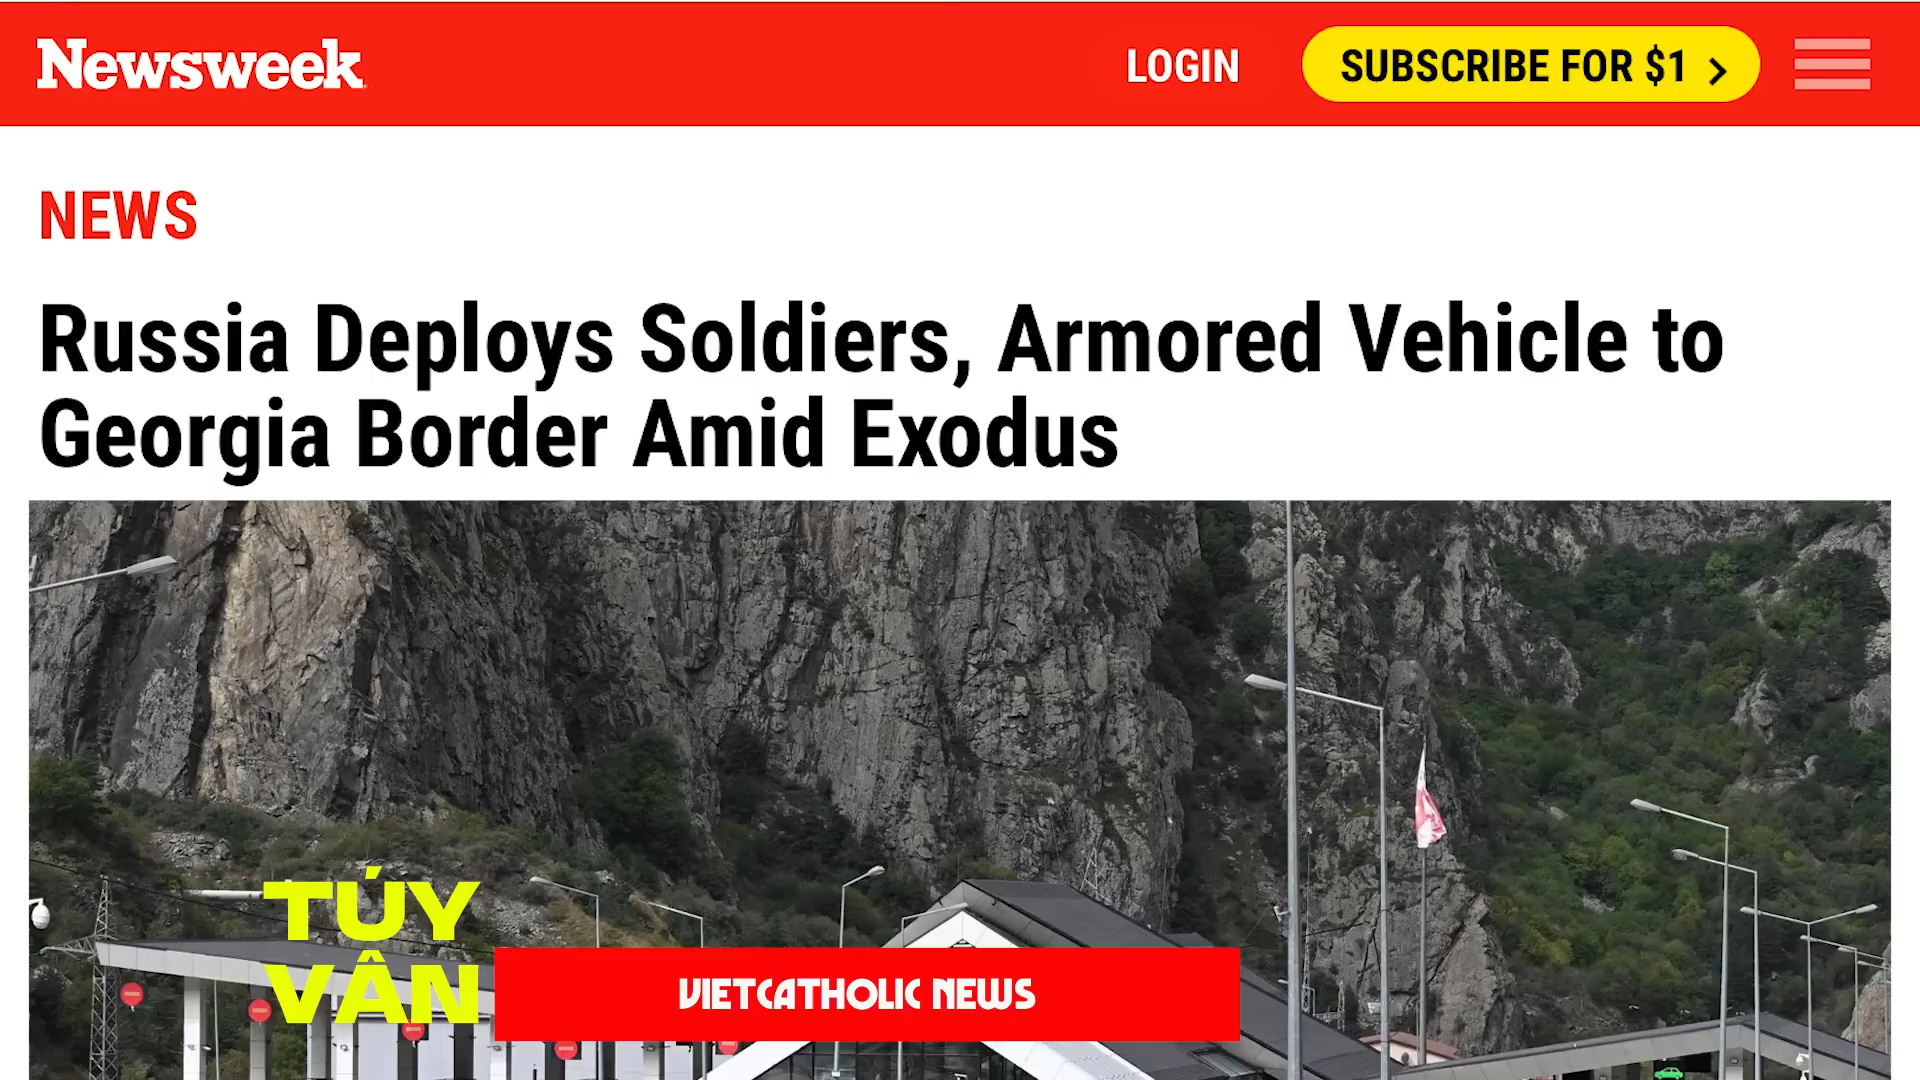 Newsweek
LOGIN
SUBSCRIBE FOR $1
NEWS
Russia Deploys Soldiers, Armored Vehicle to
Georgia Border Amid Exodus
TÚY
VÂN
VIETCATHOLIC NEWS